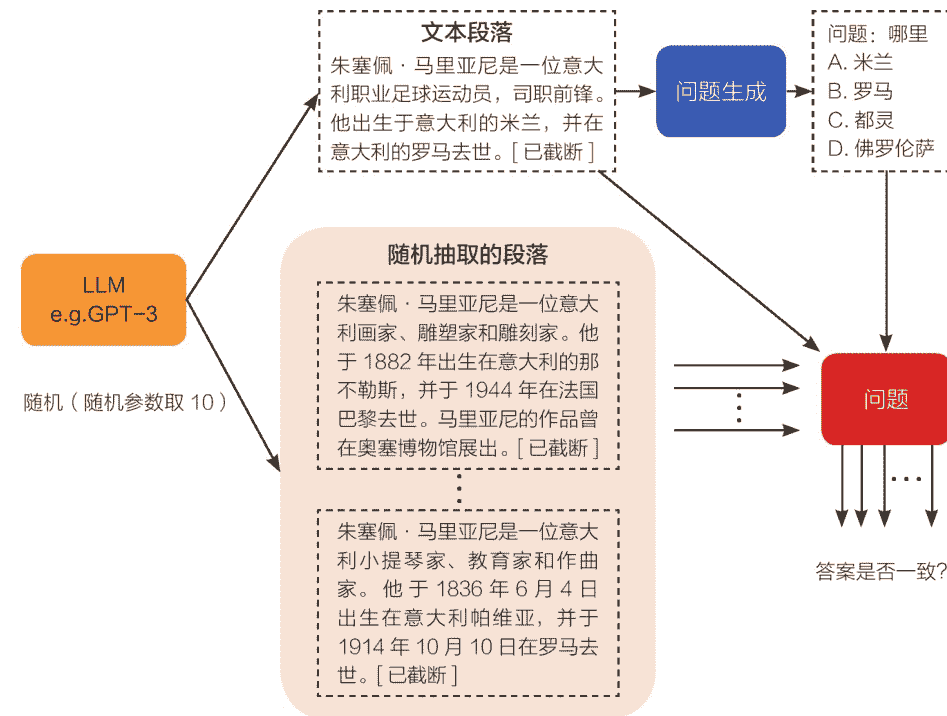 文本段落
朱塞佩·马里亚尼是一位意大
利职业足球运动员，司职前锋。
他出生于意大利的米兰，并在
意大利的罗马去世。[已截断]
问题生成
问题：哪里
A. 米兰
B. 罗马
C. 都灵
D. 佛罗伦萨
LLM
e.g.GPT-3
随机（随机参数取 10）
随机抽取的段落
朱塞佩·马里亚尼是一位意大
利画家、雕塑家和雕刻家。他
于 1882 年出生在意大利的那
不勒斯，并于 1944 年在法国
巴黎去世。马里亚尼的作品曾
在奥塞博物馆展出。[已截断]
朱塞佩·马里亚尼是一位意大
利小提琴家、教育家和作曲
家。他于 1836 年 6 月 4 日
出生在意大利帕维亚，并于
1914 年 10 月 10 日在罗马去
世。[已截断]
问题
答案是否一致?